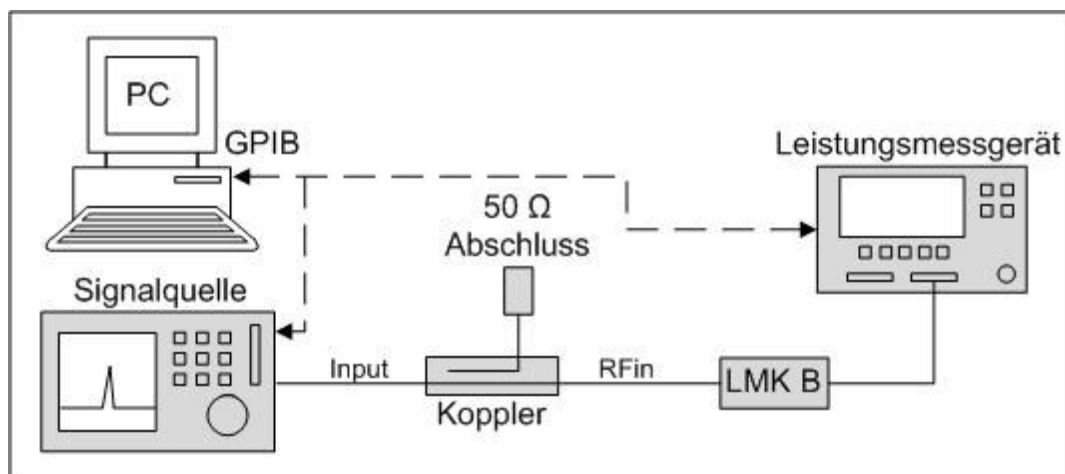 PC
GPIB
Leistungsmessgerät
50 Ω
Abschluss
Signalquelle
Input
RFin
LMK B
Koppler